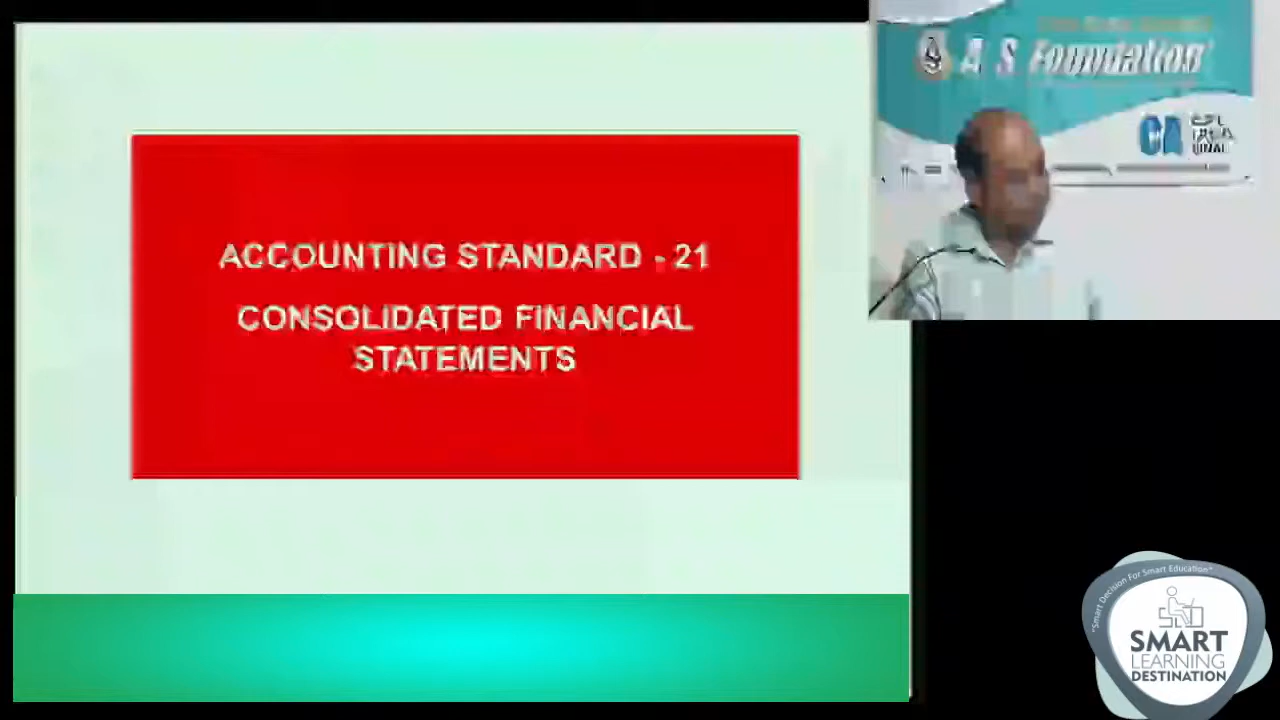 ACCOUNTING STANDARD - 21
CONSOLIDATED FINANCIAL
STATEMENTS
A S Foundation
CA
"Smart Decision For Smart Education"
SMART
LEARNING
DESTINATION